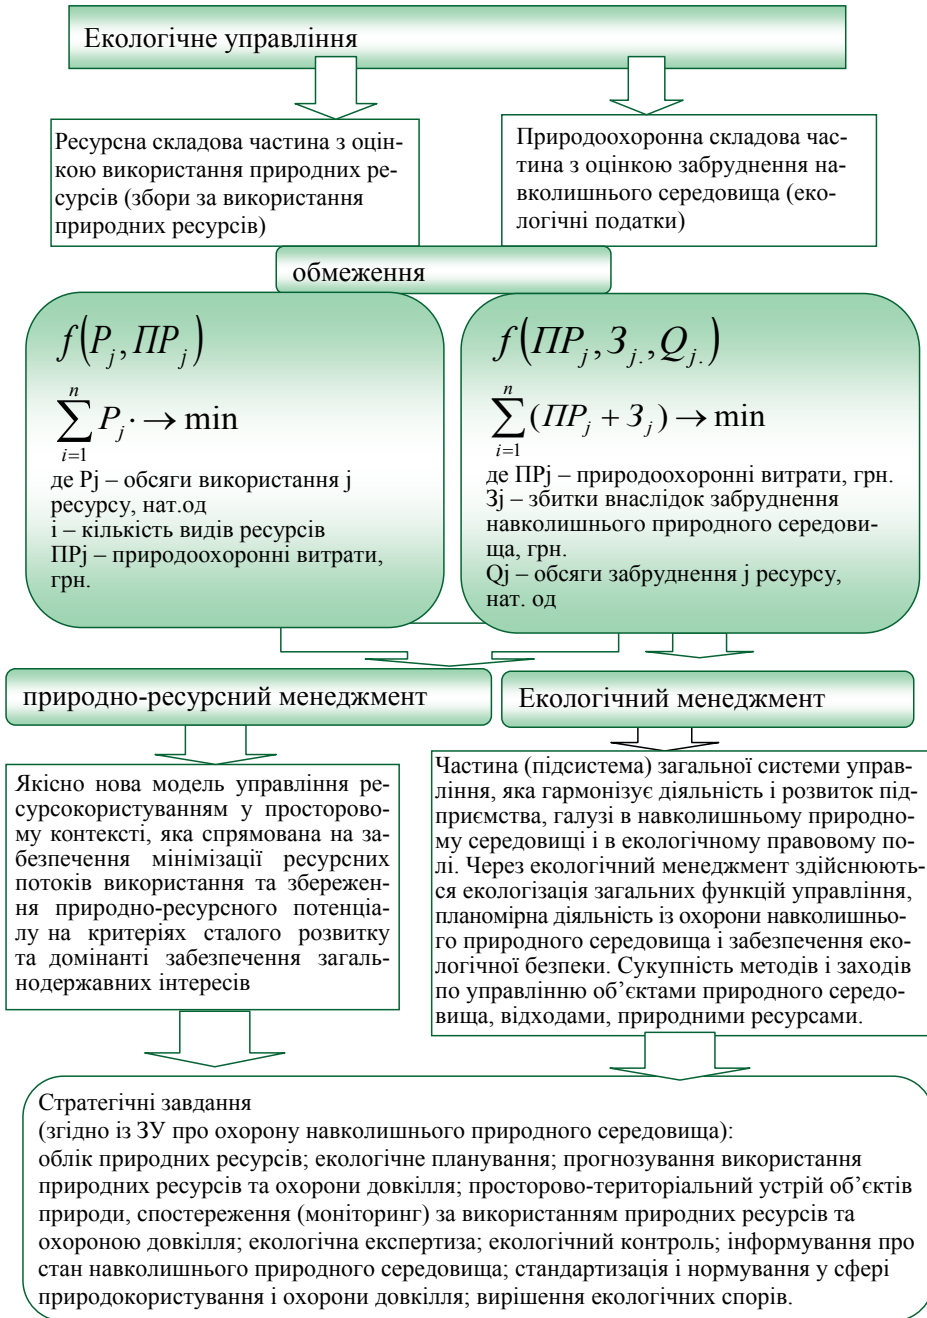 Екологічне управління
Ресурсна складова частина з оцін-
кою використання природних ре-
сурсів (збори за використання
природних ресурсів)
Природоохоронна складова час-
тина з оцінкою забруднення на-
вколишнього середовища (еко-
логічні податки)
обмеження
f(P_j, ПР_j)
∑_{i=1}^{n} P_j · → min
де Pj – обсяги використання j
ресурсу, нат.од
i – кількість видів ресурсів
ПРj – природоохоронні витрати,
грн.
f(ПР_j, З_j., Q_j.)
∑_{i=1}^{n} (ПР_j + З_j) → min
де ПРj – природоохоронні витрати, грн.
Зj – збитки внаслідок забруднення
навколишнього природного середови-
ща, грн.
Qj – обсяги забруднення j ресурсу,
нат. од
природно-ресурсний менеджмент
Екологічний менеджмент
Якісно нова модель управління ре-
сурсокористуванням у просторово-
му контексті, яка спрямована на за-
безпечення мінімізації ресурсних
потоків використання та збережен-
ня природно-ресурсного потенціа-
лу на критеріях сталого розвитку
та домінанті забезпечення загаль-
нодержавних інтересів
Частина (підсистема) загальної системи управ-
ління, яка гармонізує діяльність і розвиток під-
приємства, галузі в навколишньому природно-
му середовищі і в екологічному правовому по-
лі. Через екологічний менеджмент здійснюють-
ся екологізація загальних функцій управління,
планомірна діяльність із охорони навколишньо-
го природного середовища і забезпечення еко-
логічної безпеки. Сукупність методів і заходів
по управлінню об’єктами природного середо-
вища, відходами, природними ресурсами.
Стратегічні завдання
(згідно із ЗУ про охорону навколишнього природного середовища):
облік природних ресурсів; екологічне планування; прогнозування використання
природних ресурсів та охорони довкілля; просторово-територіальний устрій об’єктів
природи, спостереження (моніторинг) за використанням природних ресурсів та
охороною довкілля; екологічна експертиза; екологічний контроль; інформування про
стан навколишнього природного середовища; стандартизація і нормування у сфері
природокористування і охорони довкілля; вирішення екологічних спорів.